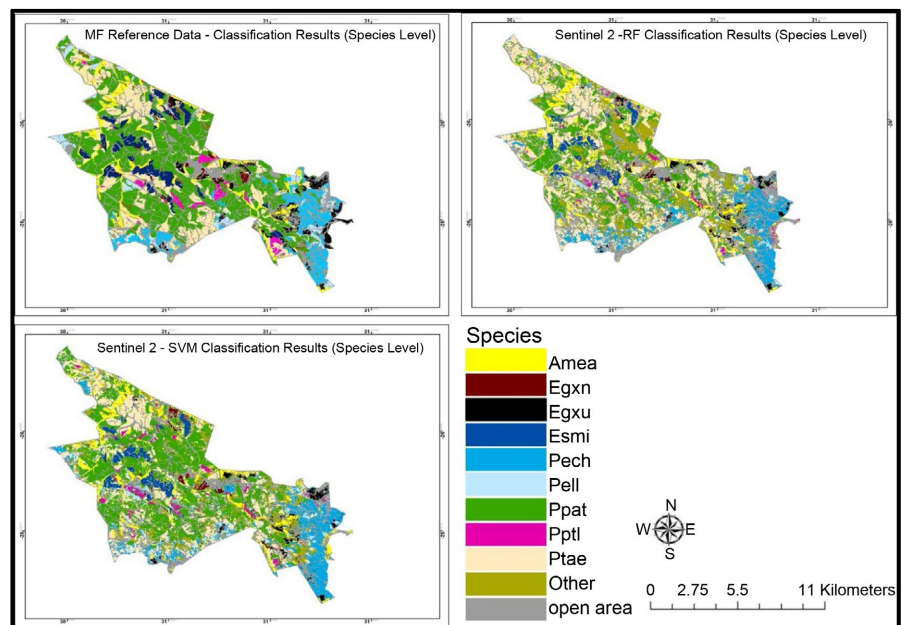 MF Reference Data - Classification Results (Species Level)
Sentinel 2 -RF Classification Results (Species Level)
Sentinel 2 - SVM Classification Results (Species Level)
Species
Amea
Egxn
Egxu
Esmi
Pech
Pell
Ppat
Pptl
Ptae
Other
open area
N
W E
S
0 2.75 5.5 11 Kilometers